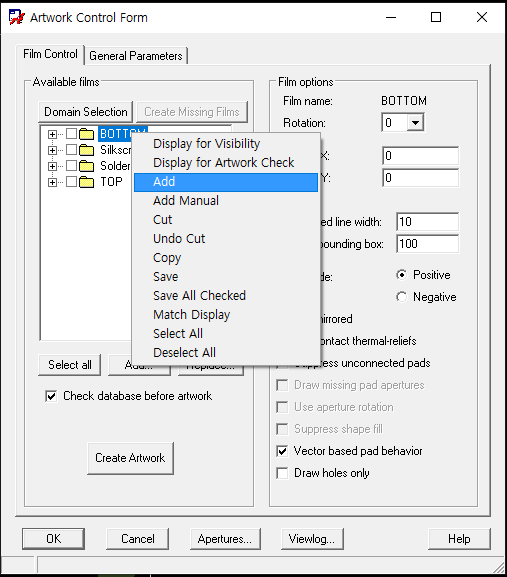 Artwork Control Form
Film Control
General Parameters
Available films
Domain Selection
Create Missing Films
BOTTOM
Silksc
Solder
TOP
Display for Visibility
Display for Artwork Check
Add
Add Manual
Cut
Undo Cut
Copy
Save
Save All Checked
Match Display
Select All
Deselect All
Select all
Add...
Replace...
Check database before artwork
Create Artwork
Film options
Film name: BOTTOM
Rotation: 0
X: 0
Y: 0
ed line width: 10
ounding box: 100
de: Positive
Negative
irrored
ontact thermal-reliefs
Suppress unconnected pads
Draw missing pad apertures
Use aperture rotation
Suppress shape fill
Vector based pad behavior
Draw holes only
OK
Cancel
Apertures...
Viewlog...
Help